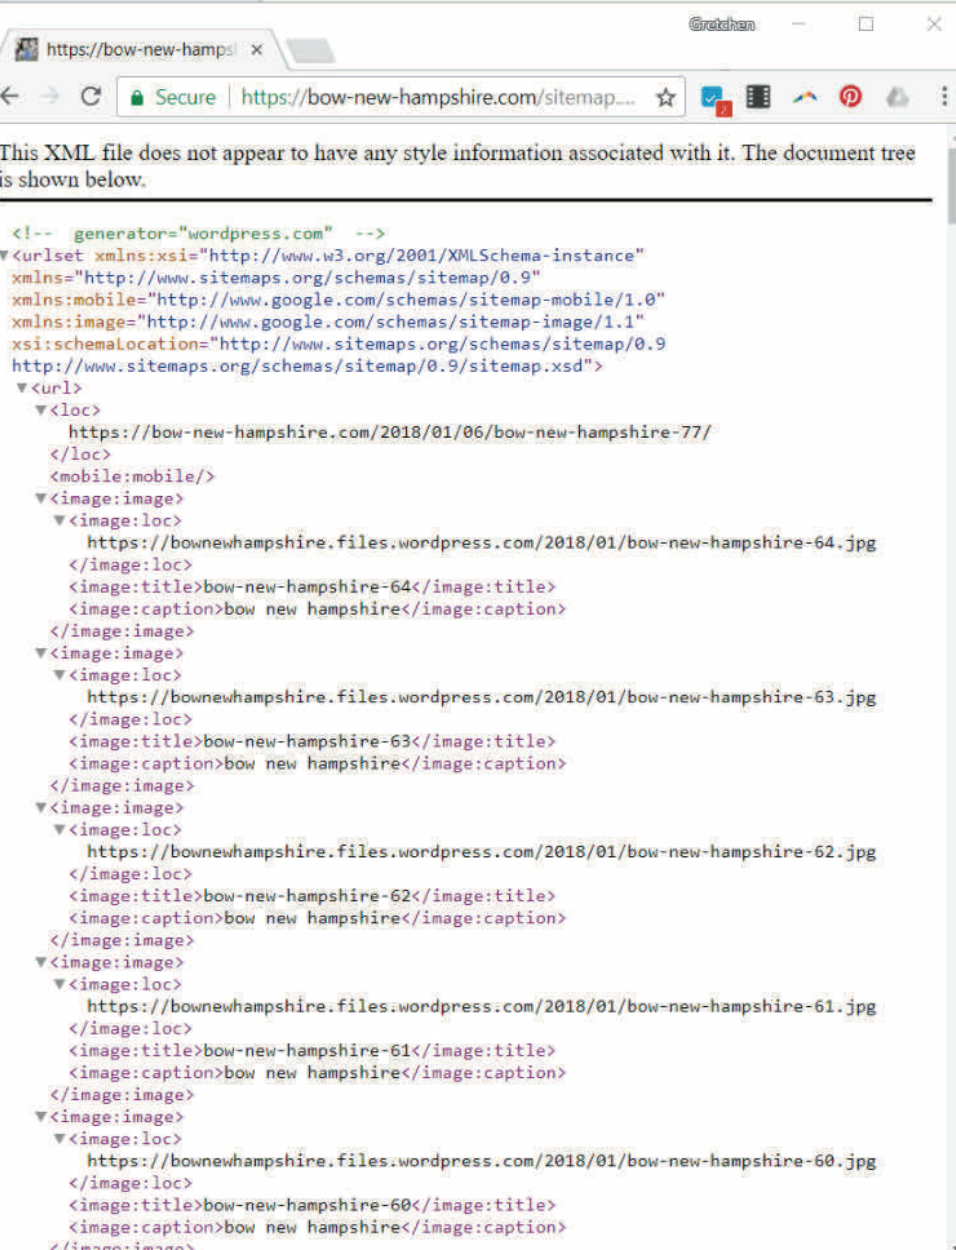 Gretchen
https://bow-new-hamps
Secure https://bow-new-hampshire.com/sitemap....
This XML file does not appear to have any style information associated with it. The document tree
is shown below.
<!--  generator="wordpress.com"  -->
<urlset xmlns:xsi="http://www.w3.org/2001/XMLSchema-instance"
xmlns="http://www.sitemaps.org/schemas/sitemap/0.9"
xmlns:mobile="http://www.google.com/schemas/sitemap-mobile/1.0"
xmlns:image="http://www.google.com/schemas/sitemap-image/1.1"
xsi:schemaLocation="http://www.sitemaps.org/schemas/sitemap/0.9
http://www.sitemaps.org/schemas/sitemap/0.9/sitemap.xsd">
<url>
<loc>
https://bow-new-hampshire.com/2018/01/06/bow-new-hampshire-77/
</loc>
<mobile:mobile/>
<image:image>
<image:loc>
https://bownewhampshire.files.wordpress.com/2018/01/bow-new-hampshire-64.jpg
</image:loc>
<image:title>bow-new-hampshire-64</image:title>
<image:caption>bow new hampshire</image:caption>
</image:image>
<image:image>
<image:loc>
https://bownewhampshire.files.wordpress.com/2018/01/bow-new-hampshire-63.jpg
</image:loc>
<image:title>bow-new-hampshire-63</image:title>
<image:caption>bow new hampshire</image:caption>
</image:image>
<image:image>
<image:loc>
https://bownewhampshire.files.wordpress.com/2018/01/bow-new-hampshire-62.jpg
</image:loc>
<image:title>bow-new-hampshire-62</image:title>
<image:caption>bow new hampshire</image:caption>
</image:image>
<image:image>
<image:loc>
https://bownewhampshire.files.wordpress.com/2018/01/bow-new-hampshire-61.jpg
</image:loc>
<image:title>bow-new-hampshire-61</image:title>
<image:caption>bow new hampshire</image:caption>
</image:image>
<image:image>
<image:loc>
https://bownewhampshire.files.wordpress.com/2018/01/bow-new-hampshire-60.jpg
</image:loc>
<image:title>bow-new-hampshire-60</image:title>
<image:caption>bow new hampshire</image:caption>
</image:image>